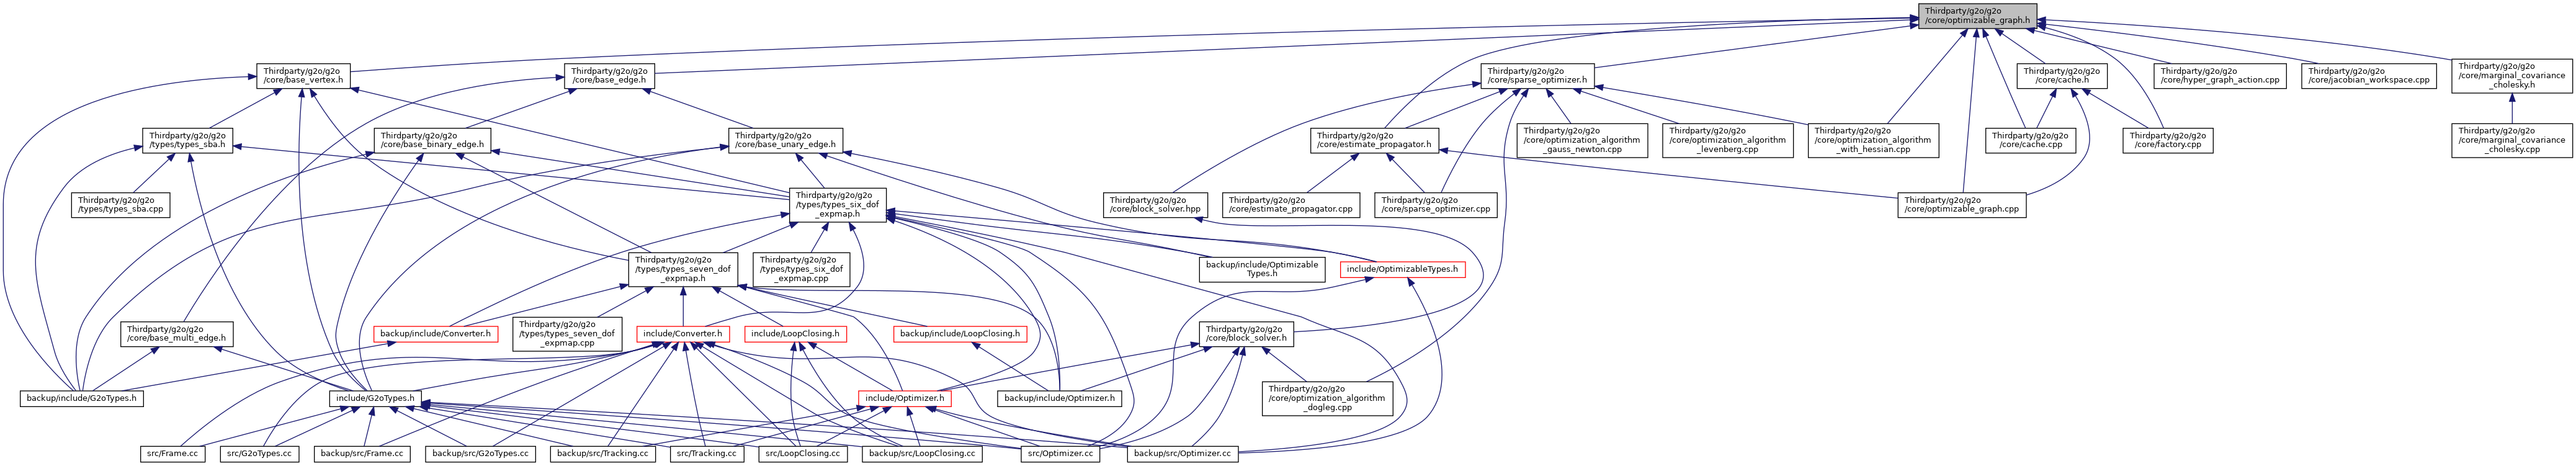 Thirdparty/g2o/g2o
/core/optimizable_graph.h
Thirdparty/g2o/g2o
/core/base_vertex.h
Thirdparty/g2o/g2o
/core/base_edge.h
Thirdparty/g2o/g2o
/core/sparse_optimizer.h
Thirdparty/g2o/g2o
/core/cache.h
Thirdparty/g2o/g2o
/core/hyper_graph_action.cpp
Thirdparty/g2o/g2o
/core/jacobian_workspace.cpp
Thirdparty/g2o/g2o
/core/marginal_covariance
_cholesky.h
Thirdparty/g2o/g2o
/types/types_sba.h
Thirdparty/g2o/g2o
/core/base_binary_edge.h
Thirdparty/g2o/g2o
/core/base_unary_edge.h
Thirdparty/g2o/g2o
/core/estimate_propagator.h
Thirdparty/g2o/g2o
/core/optimization_algorithm
_gauss_newton.cpp
Thirdparty/g2o/g2o
/core/optimization_algorithm
_levenberg.cpp
Thirdparty/g2o/g2o
/core/optimization_algorithm
_with_hessian.cpp
Thirdparty/g2o/g2o
/core/cache.cpp
Thirdparty/g2o/g2o
/core/factory.cpp
Thirdparty/g2o/g2o
/core/marginal_covariance
_cholesky.cpp
Thirdparty/g2o/g2o
/types/types_sba.cpp
Thirdparty/g2o/g2o
/types/types_six_dof
_expmap.h
Thirdparty/g2o/g2o
/core/block_solver.hpp
Thirdparty/g2o/g2o
/core/estimate_propagator.cpp
Thirdparty/g2o/g2o
/core/sparse_optimizer.cpp
Thirdparty/g2o/g2o
/core/optimizable_graph.cpp
Thirdparty/g2o/g2o
/types/types_seven_dof
_expmap.h
Thirdparty/g2o/g2o
/types/types_six_dof
_expmap.cpp
backup/include/Optimizable
Types.h
include/OptimizableTypes.h
Thirdparty/g2o/g2o
/core/base_multi_edge.h
backup/include/Converter.h
Thirdparty/g2o/g2o
/types/types_seven_dof
_expmap.cpp
include/Converter.h
include/LoopClosing.h
backup/include/LoopClosing.h
Thirdparty/g2o/g2o
/core/block_solver.h
backup/include/G2oTypes.h
include/G2oTypes.h
include/Optimizer.h
backup/include/Optimizer.h
Thirdparty/g2o/g2o
/core/optimization_algorithm
_dogleg.cpp
src/Frame.cc
src/G2oTypes.cc
backup/src/Frame.cc
backup/src/G2oTypes.cc
backup/src/Tracking.cc
src/Tracking.cc
src/LoopClosing.cc
backup/src/LoopClosing.cc
src/Optimizer.cc
backup/src/Optimizer.cc